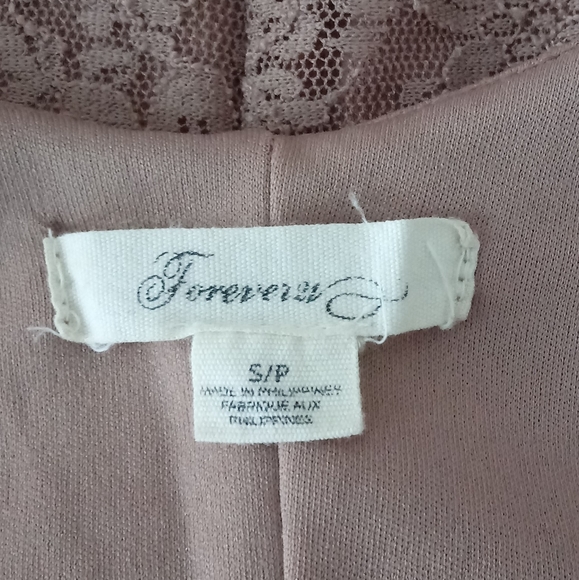 Forever21
S/P
MADE IN PHILIPPINES
FABRIQUE AUX
PHILIPPINES